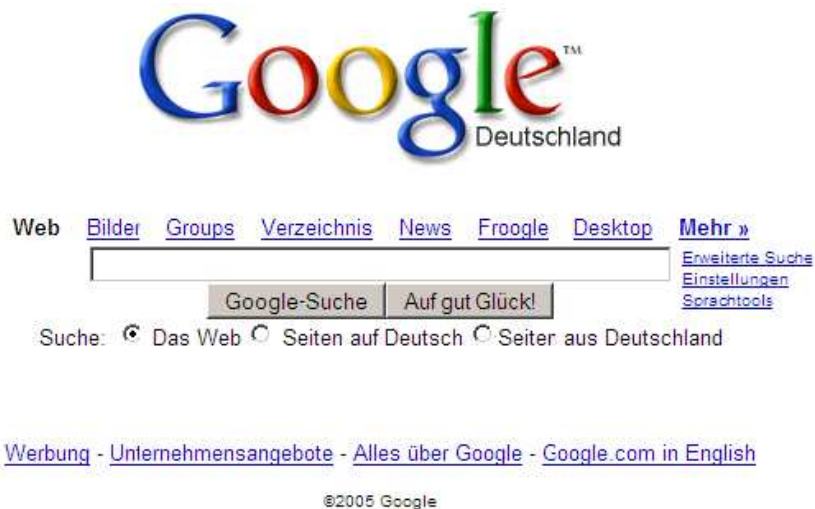 Google™
Deutschland
Web Bilder Groups Verzeichnis News Froogle Desktop Mehr »
Erweiterte Suche
Einstellungen
Sprachtools
Google-Suche Auf gut Glück!
Suche: Das Web Seiten auf Deutsch Seiten aus Deutschland
Werbung - Unternehmensangebote - Alles über Google - Google.com in English
©2005 Google